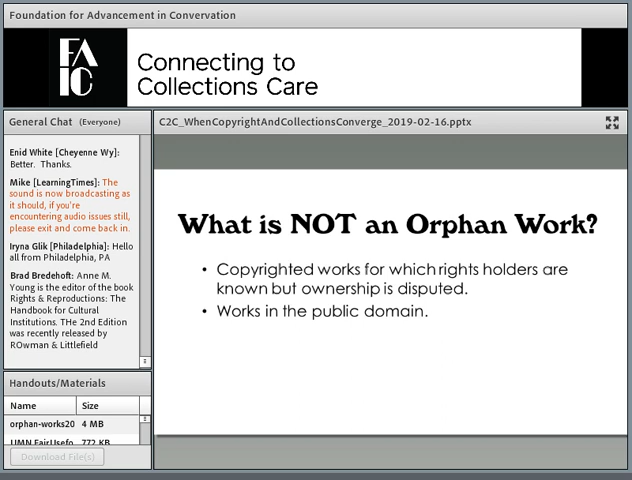 Foundation for Advancement in Convervation
FA
IC
Connecting to
Collections Care
General Chat (Everyone)
Enid White [Cheyenne Wy]:
Better. Thanks.
Mike [LearningTimes]: The
sound is now broadcasting as
it should, if you're
encountering audio issues still,
please exit and come back in.
Iryna Glik [Philadelphia]: Hello
all from Philadelphia, PA
Brad Bredehoft: Anne M.
Young is the editor of the book
Rights & Reproductions: The
Handbook for Cultural
Institutions. THe 2nd Edition
was recently released by
ROwman & Littlefield
Handouts/Materials
Name Size
orphan-works20 4 MB
UMN FairUsefo 772 KB
Download File(s)
C2C_WhenCopyrightAndCollectionsConverge_2019-02-16.pptx
What is NOT an Orphan Work?
• Copyrighted works for which rights holders are
known but ownership is disputed.
• Works in the public domain.